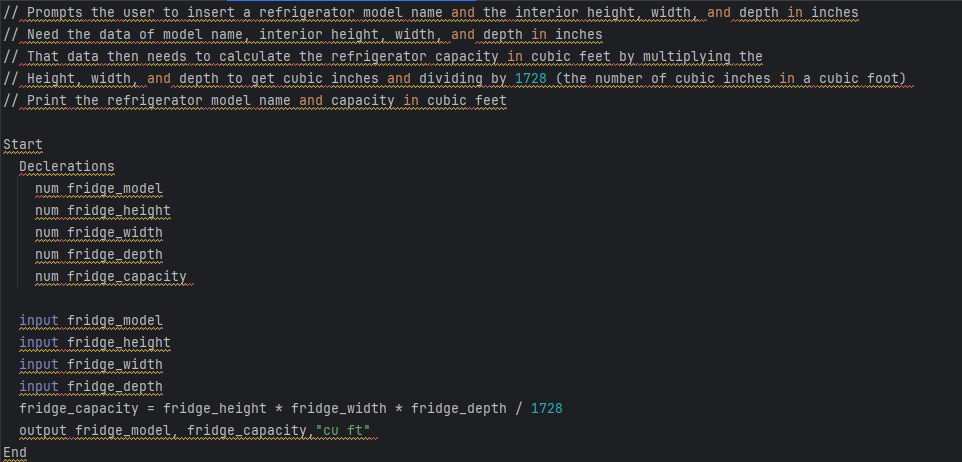 // Prompts the user to insert a refrigerator model name and the interior height, width, and depth in inches
// Need the data of model name, interior height, width, and depth in inches
// That data then needs to calculate the refrigerator capacity in cubic feet by multiplying the
// Height, width, and depth to get cubic inches and dividing by 1728 (the number of cubic inches in a cubic foot)
// Print the refrigerator model name and capacity in cubic feet
Start
Declerations
num fridge_model
num fridge_height
num fridge_width
num fridge_depth
num fridge_capacity
input fridge_model
input fridge_height
input fridge_width
input fridge_depth
fridge_capacity = fridge_height * fridge_width * fridge_depth / 1728
output fridge_model, fridge_capacity,"cu ft"
End